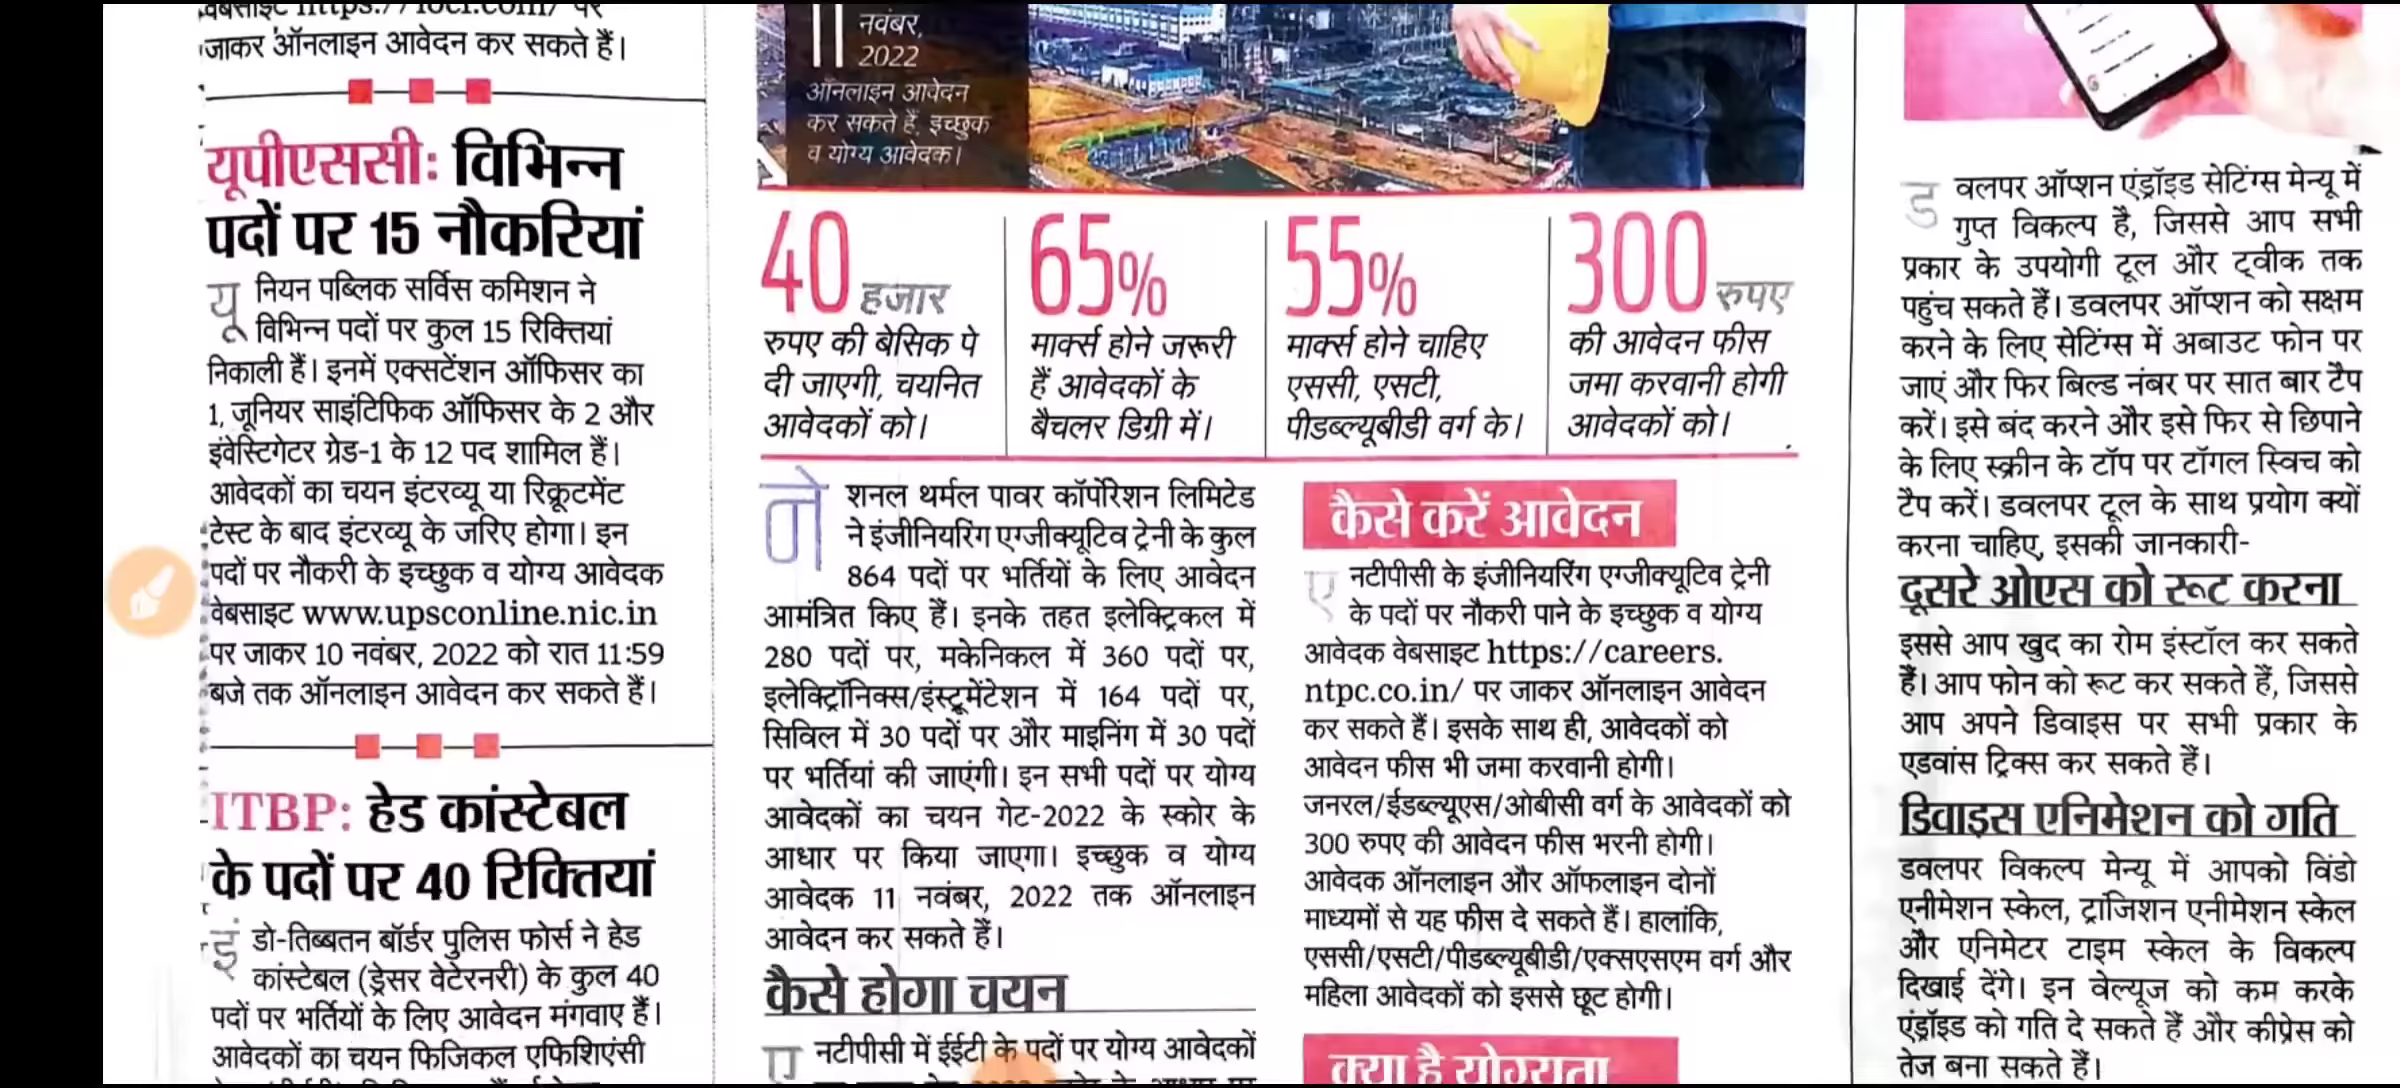 जाकर ऑनलाइन आवेदन कर सकते हैं।
यूपीएससी: विभिन्न
पदों पर 15 नौकरियां
यूनियन पब्लिक सर्विस कमिशन ने
विभिन्न पदों पर कुल 15 रिक्तियां
निकाली हैं। इनमें एक्सटेंशन ऑफिसर का
1, जूनियर साइंटिफिक ऑफिसर के 2 और
इंवेस्टिगेटर ग्रेड-1 के 12 पद शामिल हैं।
आवेदकों का चयन इंटरव्यू या रिक्रूटमेंट
टेस्ट के बाद इंटरव्यू के जरिए होगा। इन
पदों पर नौकरी के इच्छुक व योग्य आवेदक
वेबसाइट www.upsconline.nic.in
पर जाकर 10 नवंबर, 2022 को रात 11:59
बजे तक ऑनलाइन आवेदन कर सकते हैं।
ITBP: हेड कांस्टेबल
के पदों पर 40 रिक्तियां
इंडो-तिब्बतन बॉर्डर पुलिस फोर्स ने हेड
कांस्टेबल (ड्रेसर वेटेरनरी) के कुल 40
पदों पर भर्तियों के लिए आवेदन मंगवाए हैं।
आवेदकों का चयन फिजिकल एफिशिएंसी
11 नवंबर,
2022
ऑनलाइन आवेदन
कर सकते हैं, इच्छुक
व योग्य आवेदक।
40 हजार
रुपए की बेसिक पे
दी जाएगी, चयनित
आवेदकों को।
65%
मार्क्स होने जरूरी
हैं आवेदकों के
बैचलर डिग्री में।
55%
मार्क्स होने चाहिए
एससी, एसटी,
पीडब्ल्यूबीडी वर्ग के।
300 रुपए
की आवेदन फीस
जमा करवानी होगी
आवेदकों को।
नेशनल थर्मल पावर कॉर्पोरेशन लिमिटेड
ने इंजीनियरिंग एग्जीक्यूटिव ट्रेनी के कुल
864 पदों पर भर्तियों के लिए आवेदन
आमंत्रित किए हैं। इनके तहत इलेक्ट्रिकल में
280 पदों पर, मकेनिकल में 360 पदों पर,
इलेक्ट्रॉनिक्स/इंस्ट्रूमेंटेशन में 164 पदों पर,
सिविल में 30 पदों पर और माइनिंग में 30 पदों
पर भर्तियां की जाएंगी। इन सभी पदों पर योग्य
आवेदकों का चयन गेट-2022 के स्कोर के
आधार पर किया जाएगा। इच्छुक व योग्य
आवेदक 11 नवंबर, 2022 तक ऑनलाइन
आवेदन कर सकते हैं।
कैसे होगा चयन
एनटीपीसी में ईईटी के पदों पर योग्य आवेदकों
कैसे करें आवेदन
एनटीपीसी के इंजीनियरिंग एग्जीक्यूटिव ट्रेनी
के पदों पर नौकरी पाने के इच्छुक व योग्य
आवेदक वेबसाइट https://careers.
ntpc.co.in/ पर जाकर ऑनलाइन आवेदन
कर सकते हैं। इसके साथ ही, आवेदकों को
आवेदन फीस भी जमा करवानी होगी।
जनरल/ईडब्ल्यूएस/ओबीसी वर्ग के आवेदकों को
300 रुपए की आवेदन फीस भरनी होगी।
आवेदक ऑनलाइन और ऑफलाइन दोनों
माध्यमों से यह फीस दे सकते हैं। हालांकि,
एससी/एसटी/पीडब्ल्यूबीडी/एक्सएसएम वर्ग और
महिला आवेदकों को इससे छूट होगी।
क्या है योग्यता
डवलपर ऑप्शन एंड्रॉइड सेटिंग्स मेन्यू में
गुप्त विकल्प है, जिससे आप सभी
प्रकार के उपयोगी टूल और ट्वीक तक
पहुंच सकते हैं। डवलपर ऑप्शन को सक्षम
करने के लिए सेटिंग्स में अबाउट फोन पर
जाएं और फिर बिल्ड नंबर पर सात बार टैप
करें। इसे बंद करने और इसे फिर से छिपाने
के लिए स्क्रीन के टॉप पर टॉगल स्विच को
टैप करें। डवलपर टूल के साथ प्रयोग क्यों
करना चाहिए, इसकी जानकारी-
दूसरे ओएस को रूट करना
इससे आप खुद का रोम इंस्टॉल कर सकते
हैं। आप फोन को रूट कर सकते हैं, जिससे
आप अपने डिवाइस पर सभी प्रकार के
एडवांस ट्रिक्स कर सकते हैं।
डिवाइस एनिमेशन को गति
डवलपर विकल्प मेन्यू में आपको विंडो
एनीमेशन स्केल, ट्रांजिशन एनीमेशन स्केल
और एनिमेटर टाइम स्केल के विकल्प
दिखाई देंगे। इन वेल्यूज को कम करके
एंड्रॉइड को गति दे सकते हैं और कीप्रेस को
तेज बना सकते हैं।